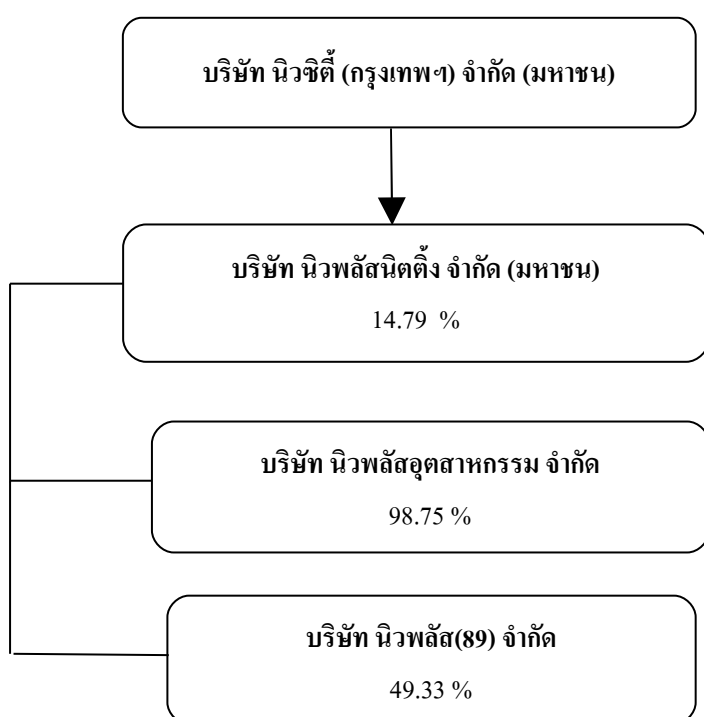 บริษัท นิวซิตี้ (กรุงเทพฯ) จำกัด (มหาชน)
บริษัท นิวพลัสนิตติ้ง จำกัด (มหาชน)
14.79 %
บริษัท นิวพลัสอุตสาหกรรม จำกัด
98.75 %
บริษัท นิวพลัส(89) จำกัด
49.33 %